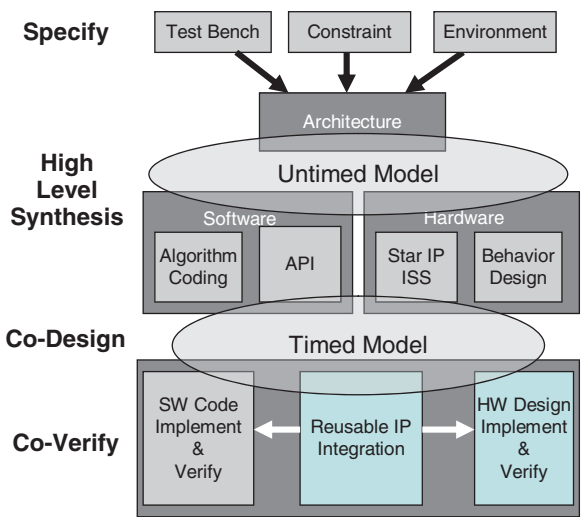 Specify
Test Bench
Constraint
Environment
Architecture
High
Level
Synthesis
Untimed Model
Software
Hardware
Algorithm
Coding
API
Star IP
ISS
Behavior
Design
Co-Design
Timed Model
Co-Verify
SW Code
Implement
&
Verify
Reusable IP
Integration
HW Design
Implement
&
Verify